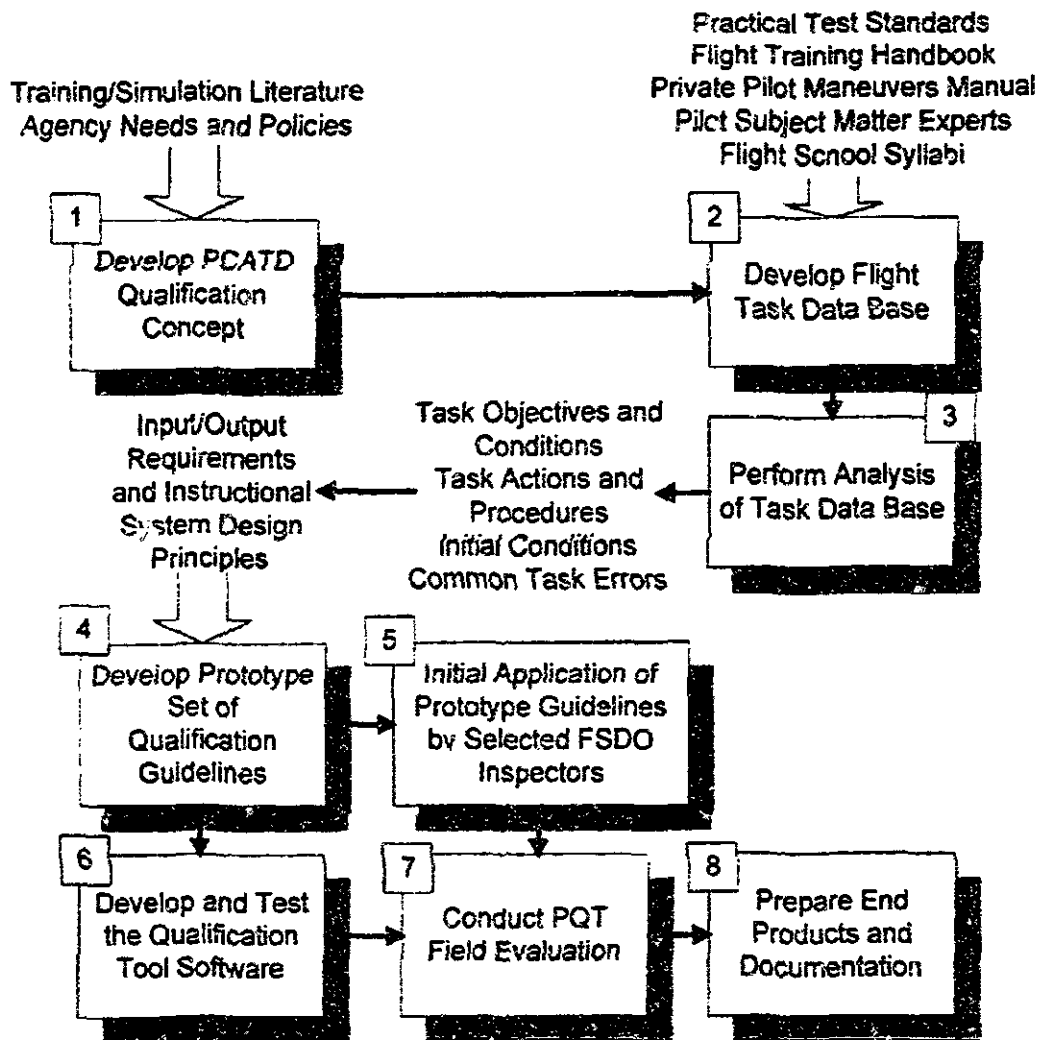 Training/Simulation Literature
Agency Needs and Policies
Practical Test Standards
Flight Training Handbook
Private Pilot Maneuvers Manual
Pilot Subject Matter Experts
Flight School Syllabi
1
Develop PCATD
Qualification
Concept
2
Develop Flight
Task Data Base
3
Perform Analysis
of Task Data Base
Task Objectives and
Conditions
Task Actions and
Procedures
Initial Conditions
Common Task Errors
Input/Output
Requirements
and Instructional
System Design
Principles
4
Develop Prototype
Set of
Qualification
Guidelines
5
Initial Application of
Prototype Guidelines
by Selected FSDO
Inspectors
6
Develop and Test
the Qualification
Tool Software
7
Conduct PQT
Field Evaluation
8
Prepare End
Products and
Documentation